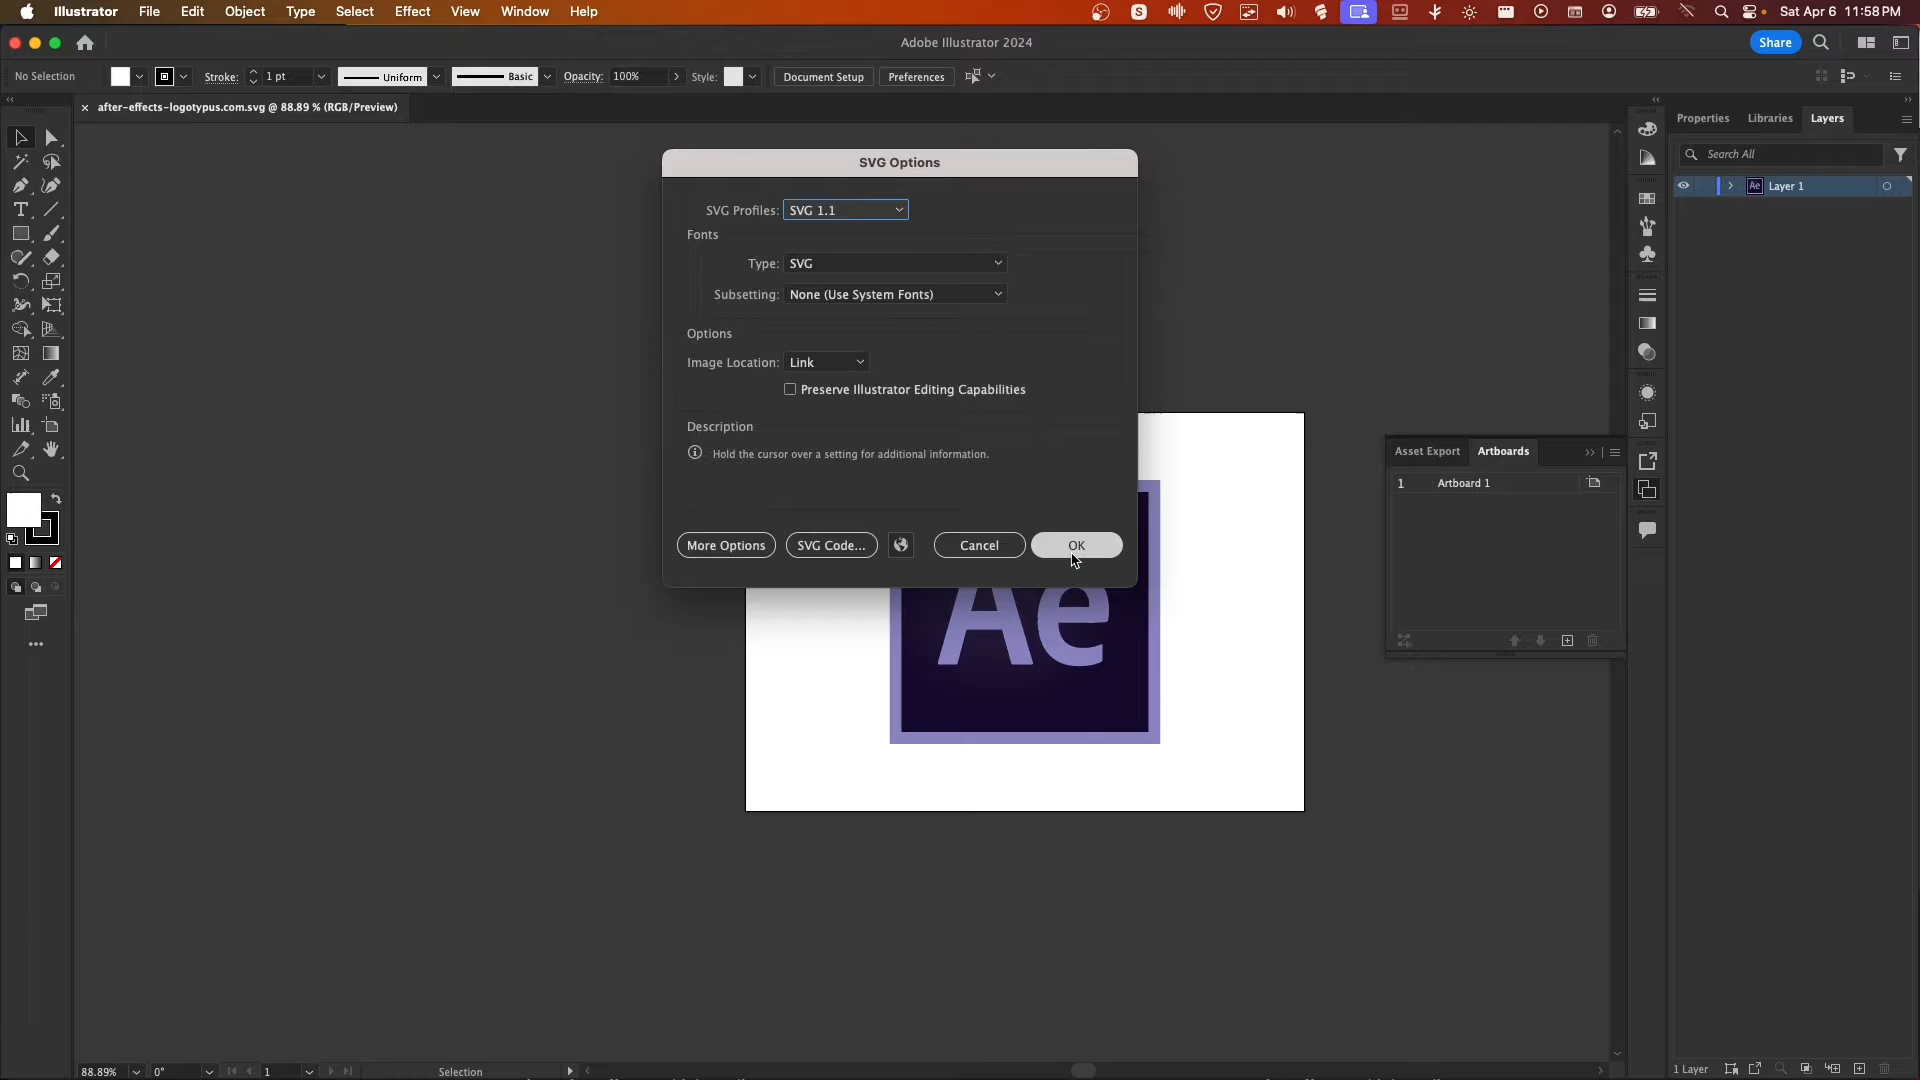 Illustrator File Edit Object Type Select Effect View Window Help
S
Sat Apr 6 11:58 PM
Adobe Illustrator 2024
Share
No Selection
Stroke: 1 pt
Uniform
Basic
Opacity: 100%
Style:
Document Setup
Preferences
after-effects-logotypus.com.svg @ 88.89 % (RGB/Preview)
Properties Libraries Layers
Search All
Ae Layer 1
SVG Options
SVG Profiles: SVG 1.1
Fonts
Type: SVG
Subsetting: None (Use System Fonts)
Options
Image Location: Link
Preserve Illustrator Editing Capabilities
Description
Hold the cursor over a setting for additional information.
More Options
SVG Code...
Cancel
OK
Asset Export Artboards
1 Artboard 1
Ae
88.89%
0°
1
Selection
1 Layer